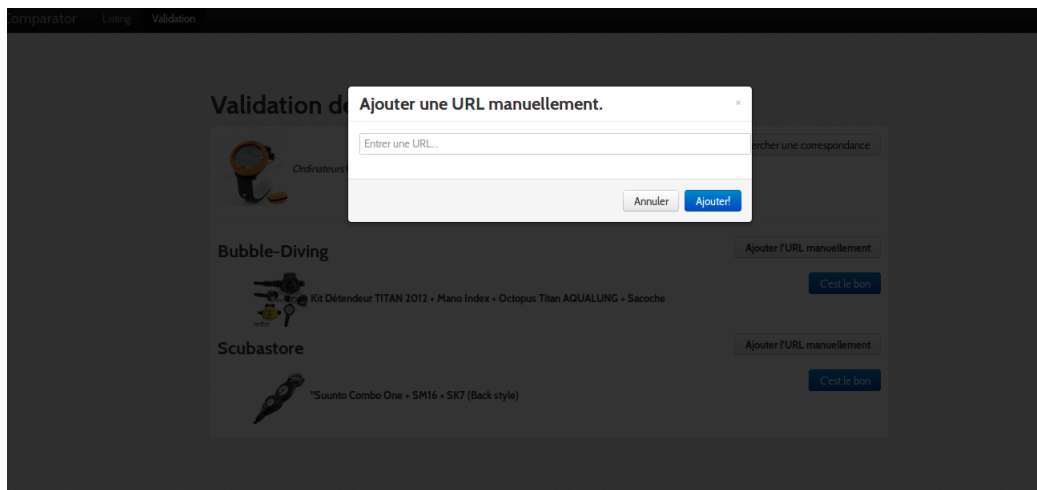 Comparator Listing Validation
Validation de
Ajouter une URL manuellement.
×
Entrer une URL...
ercher une correspondance
Ordinateurs
Annuler Ajouter!
Bubble-Diving
Ajouter l'URL manuellement
C'est le bon
Kit Détendeur TITAN 2012 + Mano Index + Octopus Titan AQUALUNG + Sacoche
Scubastore
Ajouter l'URL manuellement
C'est le bon
"Suunto Combo One + SM16 + SK7 (Back style)